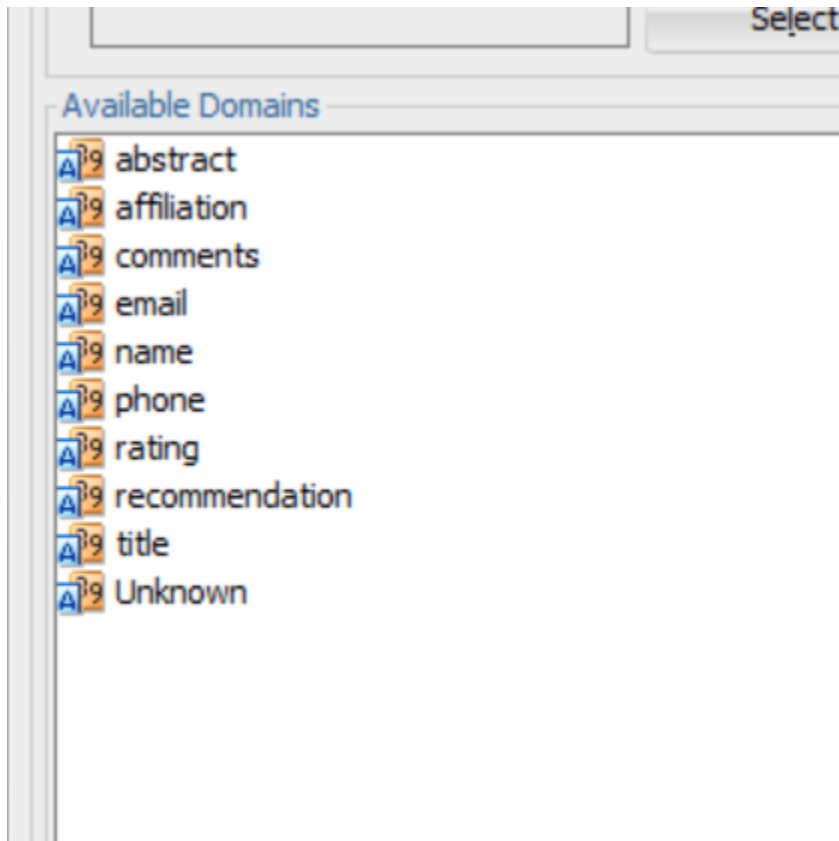 Select
Available Domains
abstract
affiliation
comments
email
name
phone
rating
recommendation
title
Unknown